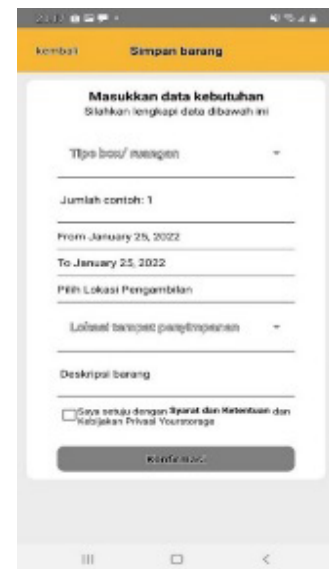 kembali Simpan barang
Masukkan data kebutuhan
Silahkan lengkapi data dibawah ini
Tipe box/ ruangan
Jumlah contoh: 1
From January 25, 2022
To January 25, 2022
Pilih Lokasi Pengambilan
Lokasi tempat penyimpanan
Deskripsi barang
Saya setuju dengan Syarat dan Ketentuan dan
Kebijakan Privasi Yourstorage
Konfirmasi